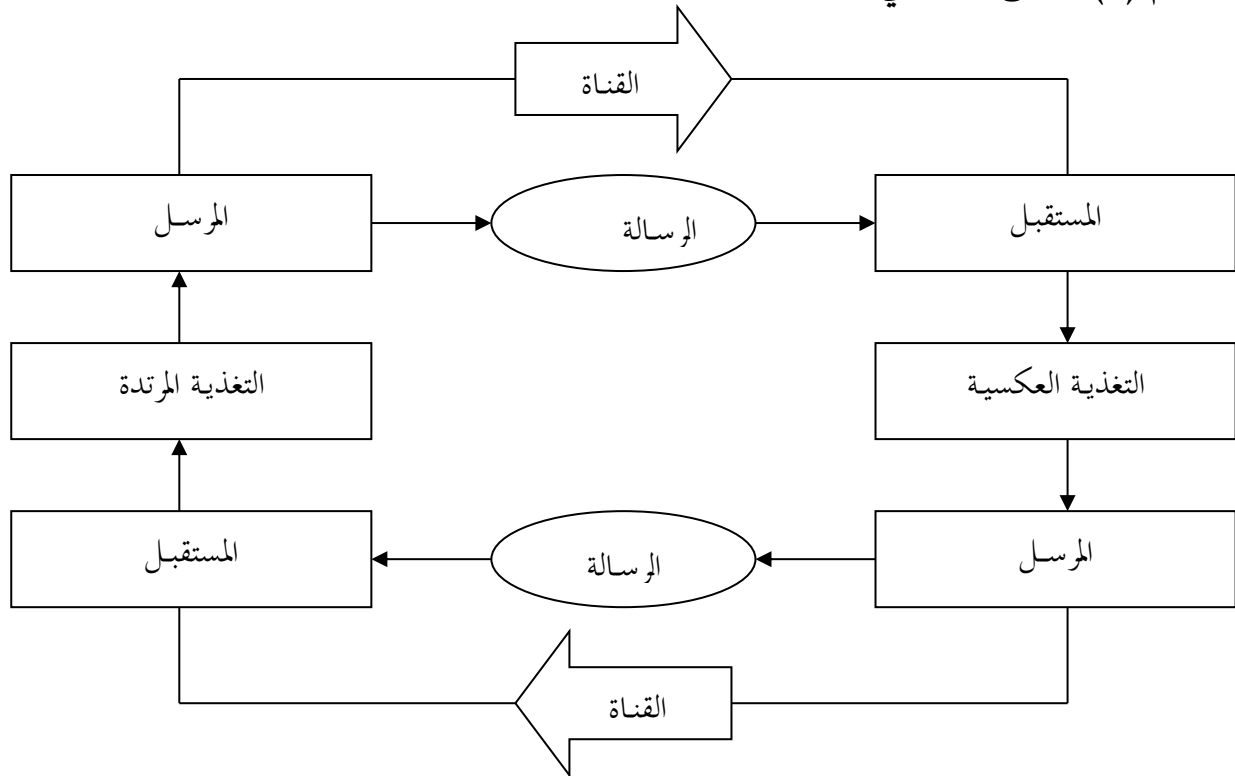 القناة
المستقبل
الرسالة
المرسل
التغذية العكسية
التغذية المرتدة
المرسل
الرسالة
المستقبل
القناة